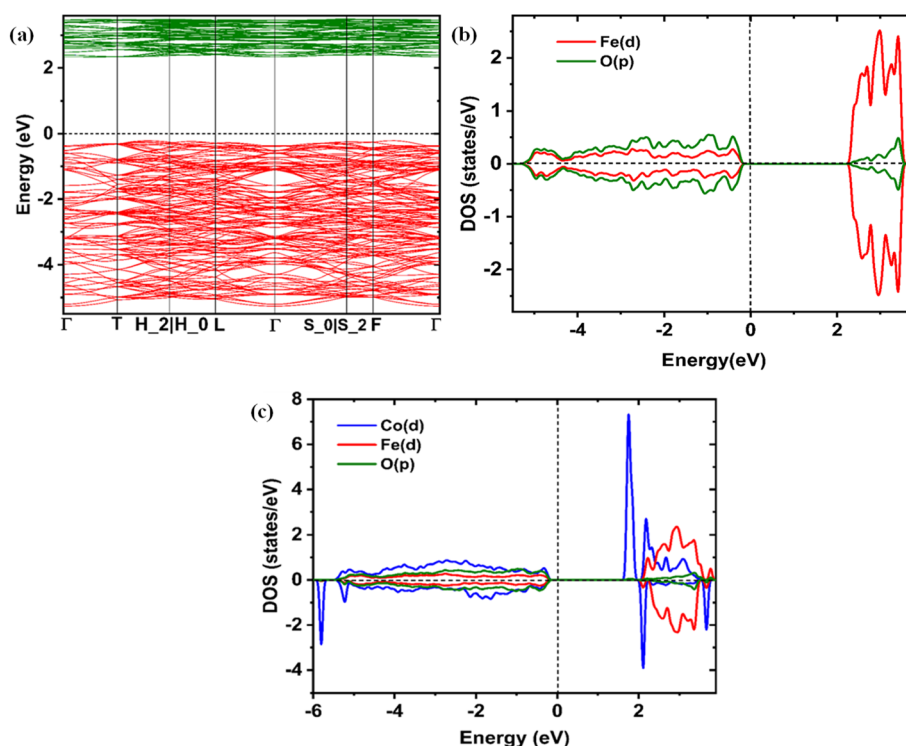 (a)
Energy (eV)
0
-2
-4
Γ T H_2|H_0 L Γ S_0|S_2 F Γ
(b)
Fe(d)
O(p)
DOS (states/eV)
2
1
0
-1
-2
-4 -2 0 2
Energy(eV)
(c)
Co(d)
Fe(d)
O(p)
DOS (states/eV)
8
6
4
2
0
-2
-4
-6 -4 -2 0 2
Energy (eV)